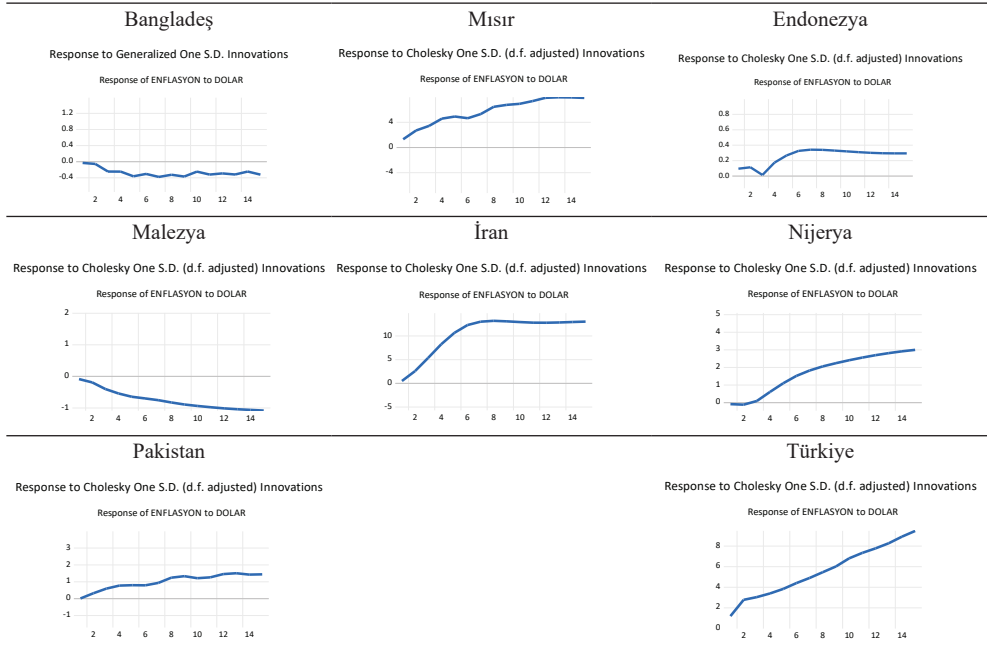 Bangladeş
Response to Generalized One S.D. Innovations
Response of ENFLASYON to DOLAR
1.2
0.8
0.4
0.0
-0.4
2 4 6 8 10 12 14
Mısır
Response to Cholesky One S.D. (d.f. adjusted) Innovations
Response of ENFLASYON to DOLAR
4
0
-4
2 4 6 8 10 12 14
Endonezya
Response to Cholesky One S.D. (d.f. adjusted) Innovations
Response of ENFLASYON to DOLAR
0.8
0.6
0.4
0.2
0.0
2 4 6 8 10 12 14
Malezya
Response to Cholesky One S.D. (d.f. adjusted) Innovations
Response of ENFLASYON to DOLAR
2
1
0
-1
2 4 6 8 10 12 14
İran
Response to Cholesky One S.D. (d.f. adjusted) Innovations
Response of ENFLASYON to DOLAR
10
5
0
-5
2 4 6 8 10 12 14
Nijerya
Response to Cholesky One S.D. (d.f. adjusted) Innovations
Response of ENFLASYON to DOLAR
5
4
3
2
1
0
2 4 6 8 10 12 14
Pakistan
Response to Cholesky One S.D. (d.f. adjusted) Innovations
Response of ENFLASYON to DOLAR
3
2
1
0
-1
2 4 6 8 10 12 14
Türkiye
Response to Cholesky One S.D. (d.f. adjusted) Innovations
Response of ENFLASYON to DOLAR
8
6
4
2
0
2 4 6 8 10 12 14